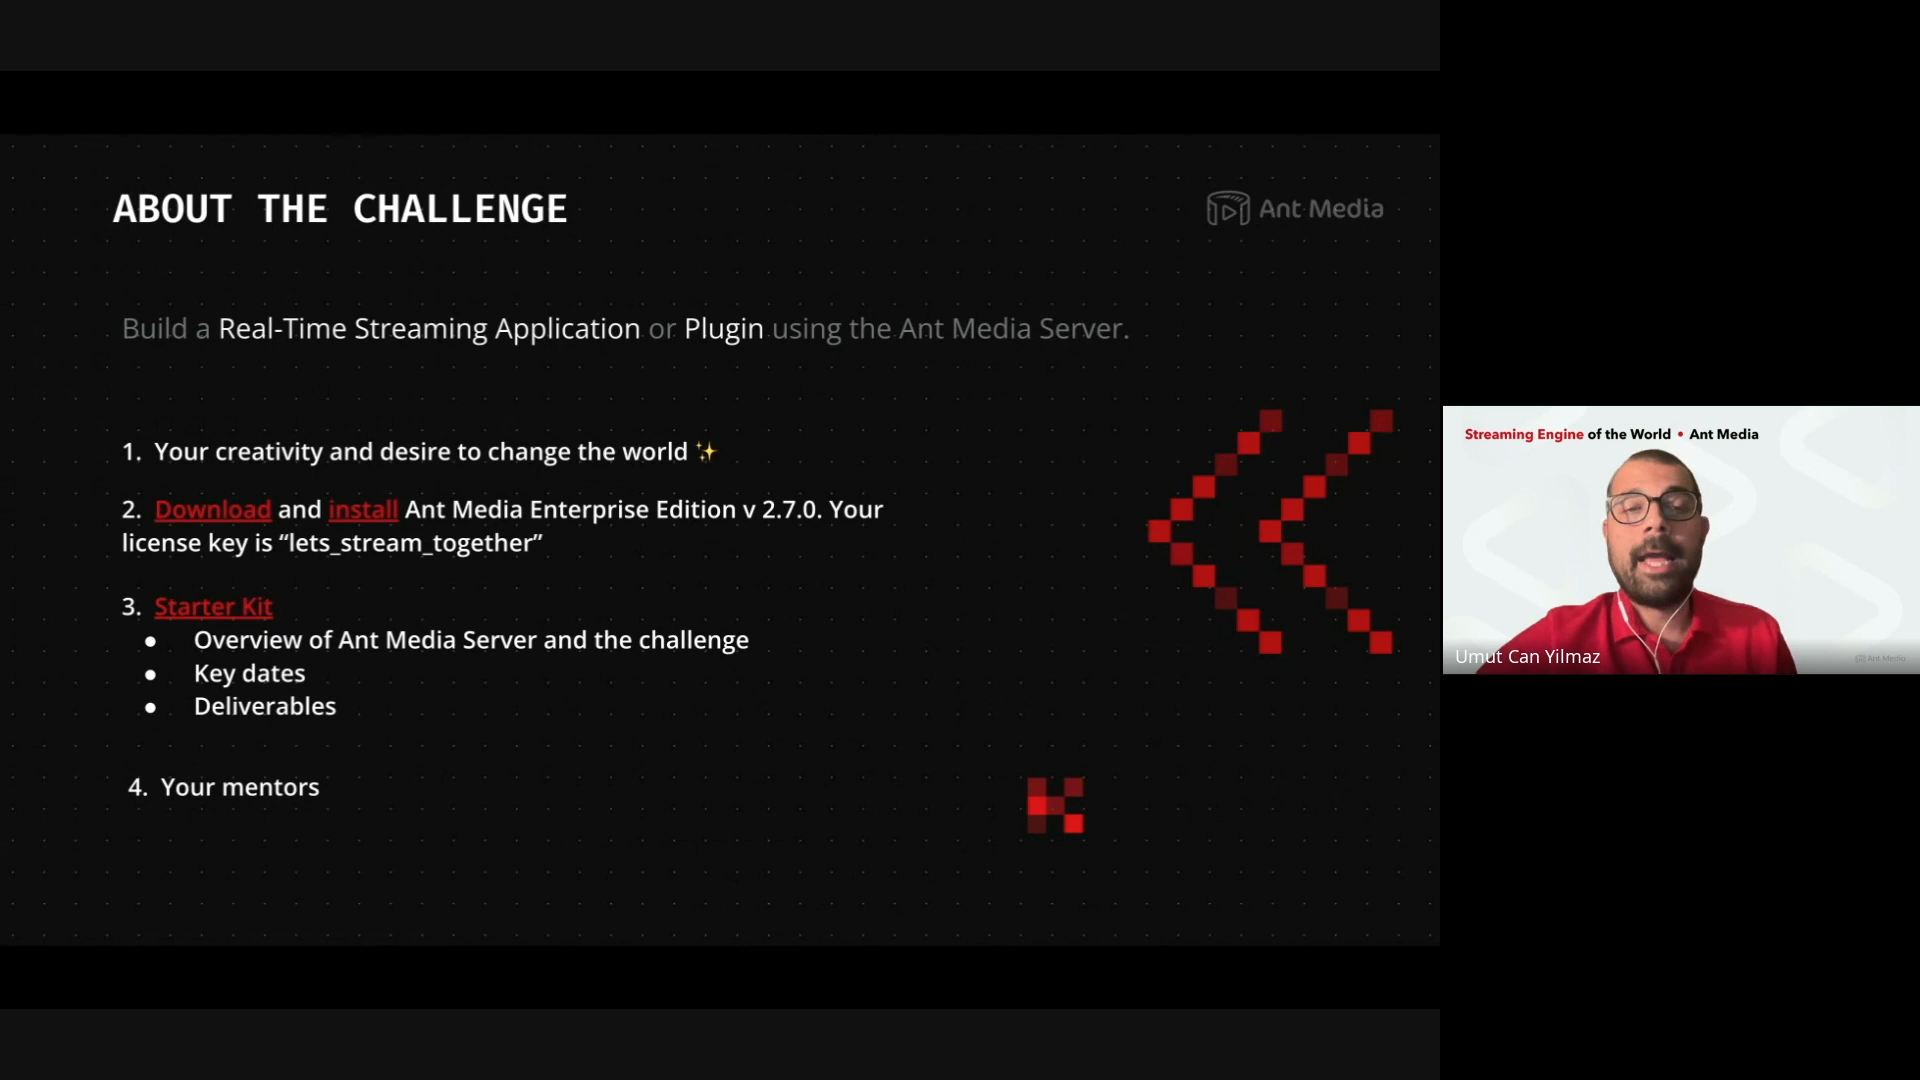 ABOUT THE CHALLENGE
Ant Media
Build a Real-Time Streaming Application or Plugin using the Ant Media Server.
1. Your creativity and desire to change the world ✨
2. Download and install Ant Media Enterprise Edition v 2.7.0. Your
license key is “lets_stream_together”
3. Starter Kit
● Overview of Ant Media Server and the challenge
● Key dates
● Deliverables
4. Your mentors
Streaming Engine of the World • Ant Media
Umut Can Yilmaz
Ant Media